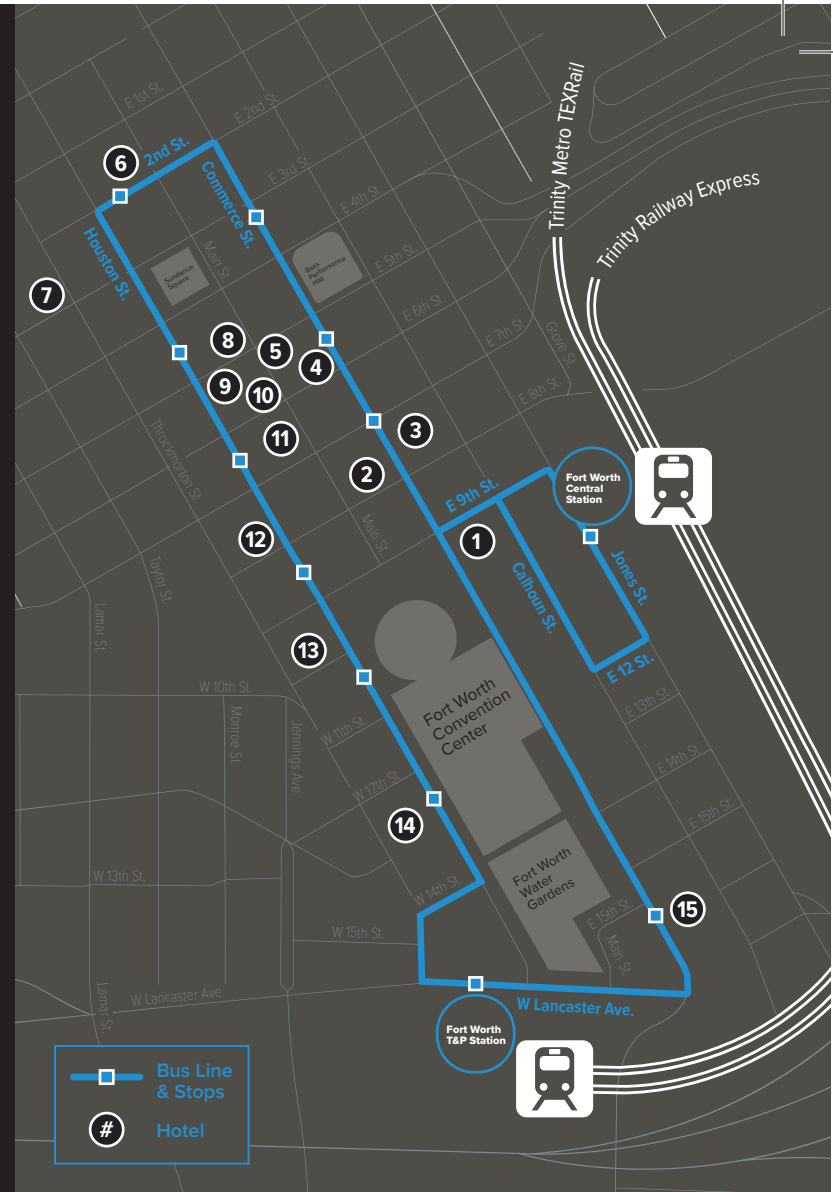 Trinity Metro TEXRail
Trinity Railway Express
E 1st St.
E 2nd St.
2nd St.
6
Commerce St.
E 3rd St.
E 4th St.
Houston St.
Main St.
Sundance
Square
Bass
Performance
Hall
E 5th St.
7
E 6th St.
8
5
4
E 7th St.
Grove St.
9
10
E 8th St.
3
11
Throckmorton St.
2
E 9th St.
Fort Worth
Central
Station
12
Main St.
1
Taylor St.
Calhoun St.
Jones St.
Lamar St.
13
E 12 St.
W 10th St.
Fort Worth
Convention
Center
E 13th St.
Monroe St.
Jennings Ave.
W 11th St.
E 14th St.
W 12th St.
14
E 15th St.
W 13th St.
Fort Worth
Water
Gardens
W 14th St.
E 15th St.
15
W 15th St.
Main St.
W Lancaster Ave.
Lamar St.
W Lancaster Ave.
Fort Worth
T&P Station
Bus Line
& Stops
#
Hotel